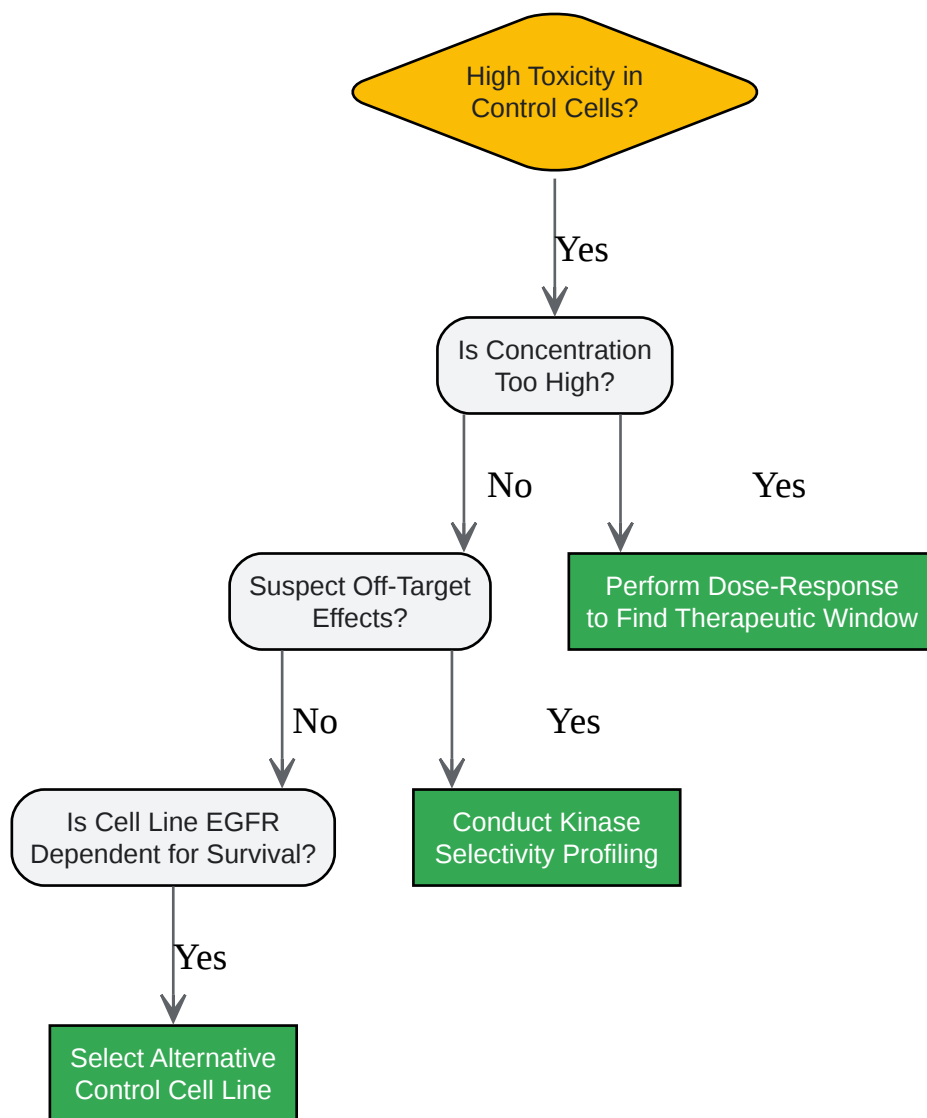 High Toxicity in
Control Cells?
Yes
Is Concentration
Too High?
No
Yes
Suspect Off-Target
Effects?
Perform Dose-Response
to Find Therapeutic Window
No
Yes
Is Cell Line EGFR
Dependent for Survival?
Conduct Kinase
Selectivity Profiling
Yes
Select Alternative
Control Cell Line